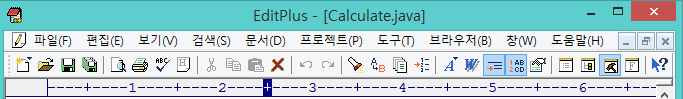 EditPlus - [Calculate.java]
파일(F) 편집(E) 보기(V) 검색(S) 문서(D) 프로젝트(P) 도구(T) 브라우저(B) 창(W) 도움말(H)
----+----1----+----2----+----3----+----4----+----5----+----6----+---